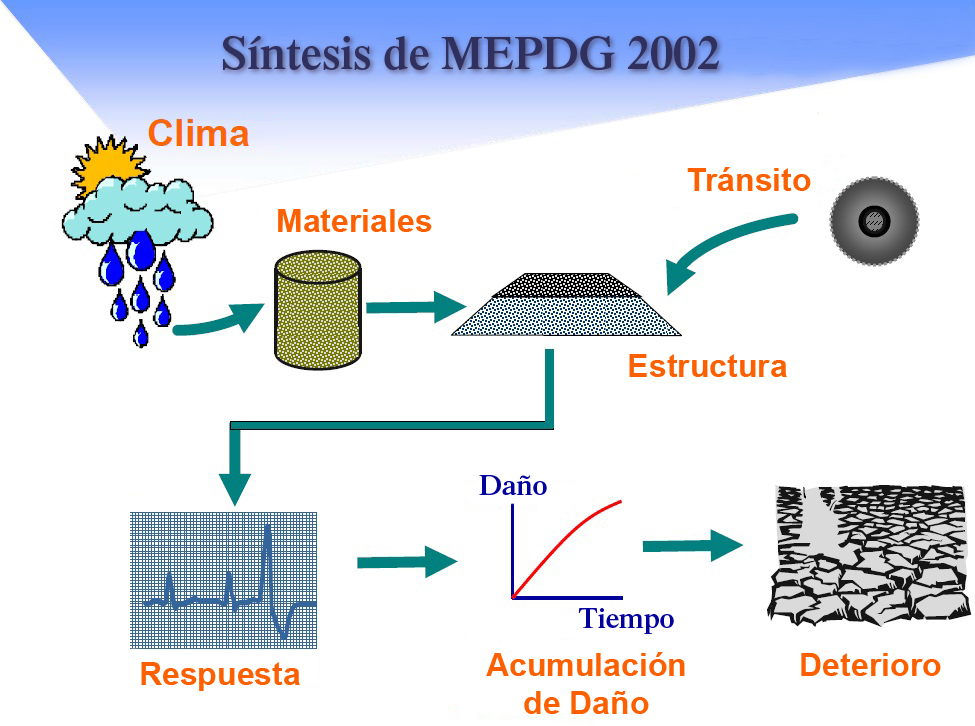 Síntesis de MEPDG 2002
Clima
Tránsito
Materiales
Estructura
Daño
Tiempo
Respuesta
Acumulación
de Daño
Deterioro